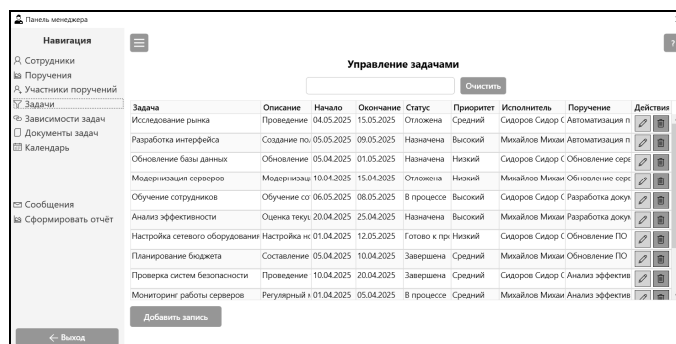 Панель менеджера
Навигация
Сотрудники
Поручения
Участники поручений
Задачи
Зависимости задач
Документы задач
Календарь
Сообщения
Сформировать отчёт
← Выход
?
Управление задачами
Очистить
Задача Описание Начало Окончание Статус Приоритет Исполнитель Поручение Действия
Исследование рынка Проведение 04.05.2025 15.05.2025 Отложена Средний Сидоров Сидор С Автоматизация п
Разработка интерфейса Создание по 05.05.2025 09.05.2025 Назначена Высокий Михайлов Михаи Автоматизация п
Обновление базы данных Обновление 05.04.2025 01.05.2025 Назначена Низкий Сидоров Сидор С Обновление серв
Модернизация серверов Модернизац 10.04.2025 15.04.2025 Отложена Низкий Михайлов Михаи Обновление серв
Обучение сотрудников Обучение со 06.05.2025 08.05.2025 В процессе Высокий Сидоров Сидор С Разработка докум
Анализ эффективности Оценка текущ 20.04.2025 25.04.2025 Назначена Высокий Михайлов Михаи Разработка докум
Настройка сетевого оборудования Настройка но 01.04.2025 12.05.2025 Готово к про Низкий Сидоров Сидор С Обновление ПО
Планирование бюджета Составление 05.04.2025 10.04.2025 Завершена Средний Михайлов Михаи Обновление ПО
Проверка систем безопасности Проведение 10.04.2025 20.04.2025 Завершена Средний Сидоров Сидор С Анализ эффектив
Мониторинг работы серверов Регулярный м 01.04.2025 05.04.2025 В процессе Средний Михайлов Михаи Анализ эффектив
Добавить запись